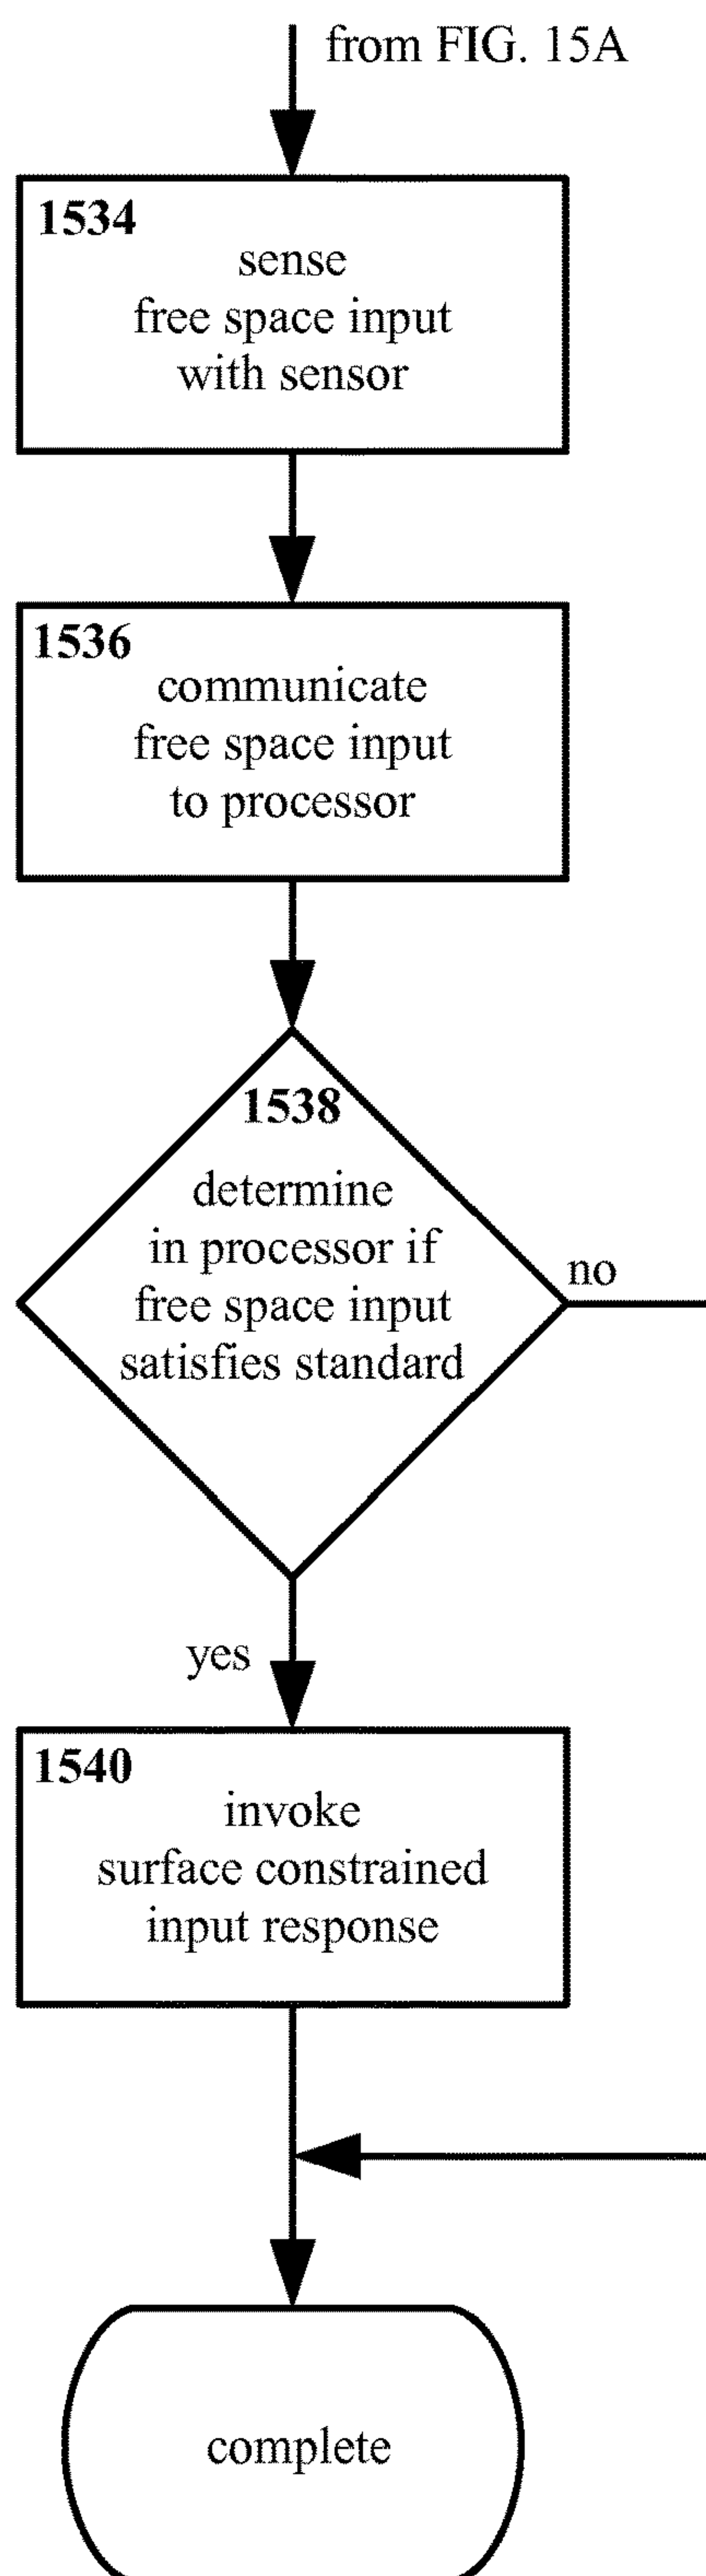 from FIG. 15A
1534
sense
free space input
with sensor
1536
communicate
free space input
to processor
1538
determine
in processor if
free space input
satisfies standard
no
yes
1540
invoke
surface constrained
input response
complete